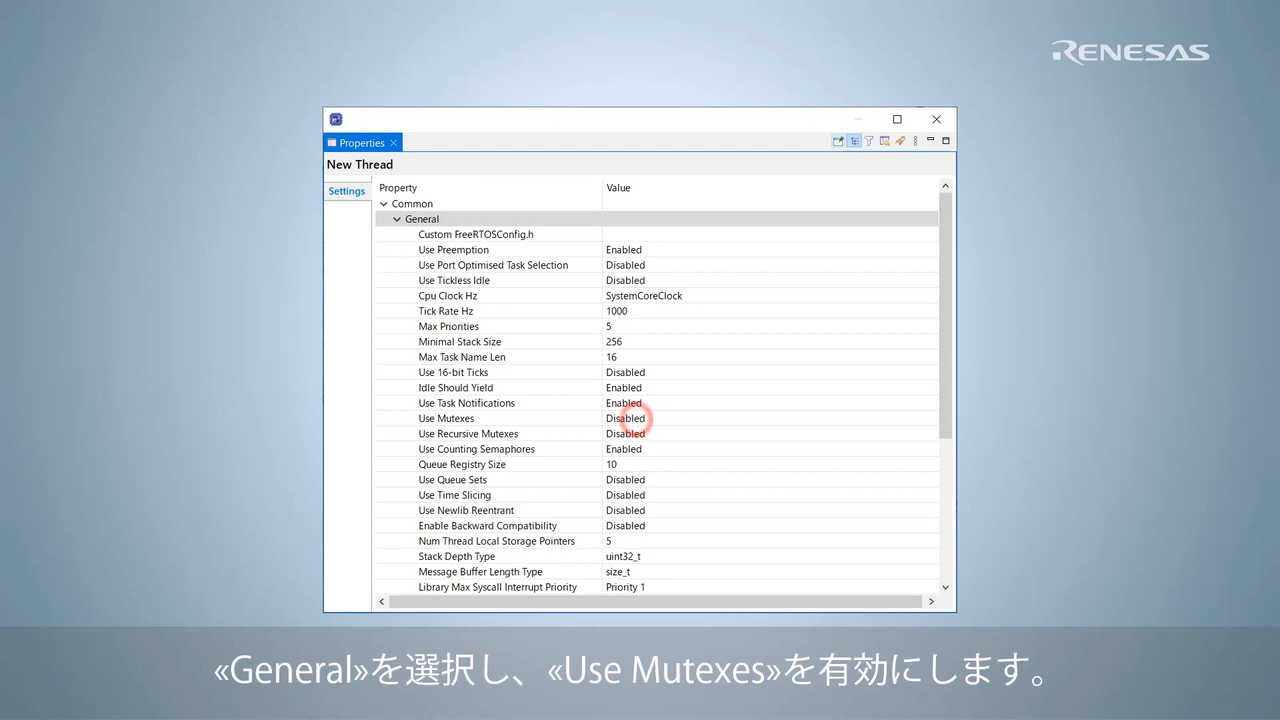 RENESAS
Properties
New Thread
Settings
Property Value
Common
General
Custom FreeRTOSConfig.h
Use Preemption Enabled
Use Port Optimised Task Selection Disabled
Use Tickless Idle Disabled
Cpu Clock Hz SystemCoreClock
Tick Rate Hz 1000
Max Priorities 5
Minimal Stack Size 256
Max Task Name Len 16
Use 16-bit Ticks Disabled
Idle Should Yield Enabled
Use Task Notifications Enabled
Use Mutexes Disabled
Use Recursive Mutexes Disabled
Use Counting Semaphores Enabled
Queue Registry Size 10
Use Queue Sets Disabled
Use Time Slicing Disabled
Use Newlib Reentrant Disabled
Enable Backward Compatibility Disabled
Num Thread Local Storage Pointers 5
Stack Depth Type uint32_t
Message Buffer Length Type size_t
Library Max Syscall Interrupt Priority Priority 1
«General»を選択し、«Use Mutexes»を有効にします。